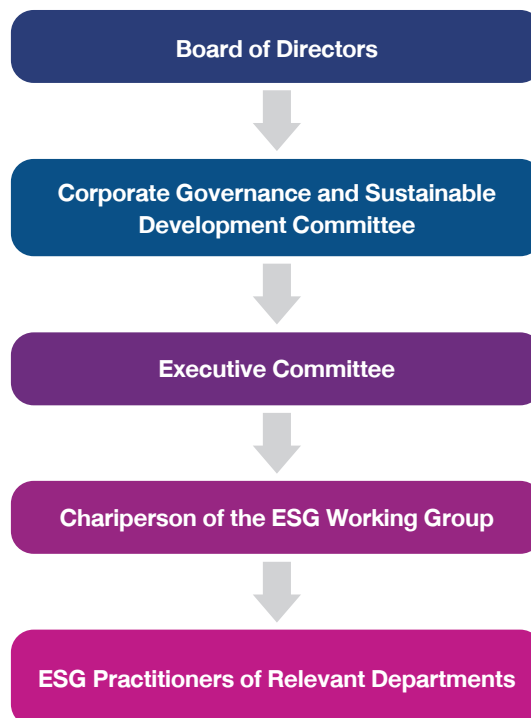 Board of Directors
Corporate Governance and Sustainable
Development Committee
Executive Committee
Chariperson of the ESG Working Group
ESG Practitioners of Relevant Departments